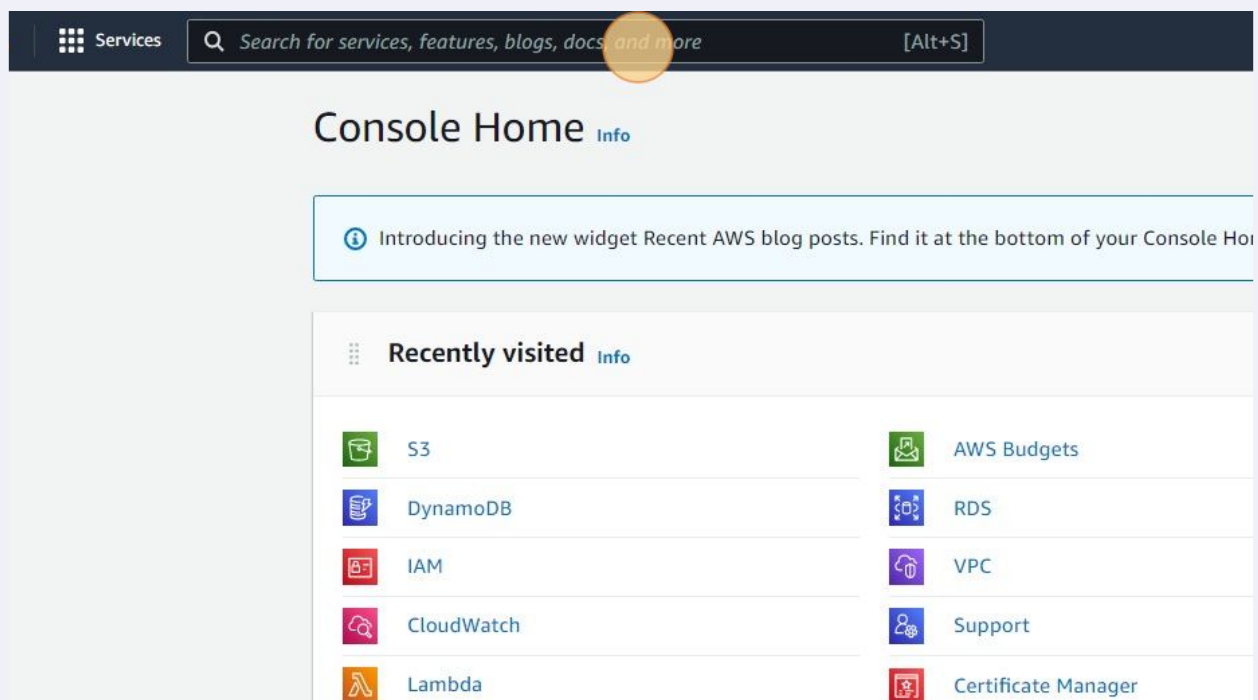 Services
Search for services, features, blogs, docs, and more [Alt+S]
Console Home Info
Introducing the new widget Recent AWS blog posts. Find it at the bottom of your Console
Recently visited Info
S3
AWS Budgets
DynamoDB
RDS
IAM
VPC
CloudWatch
Support
Lambda
Certificate Manager